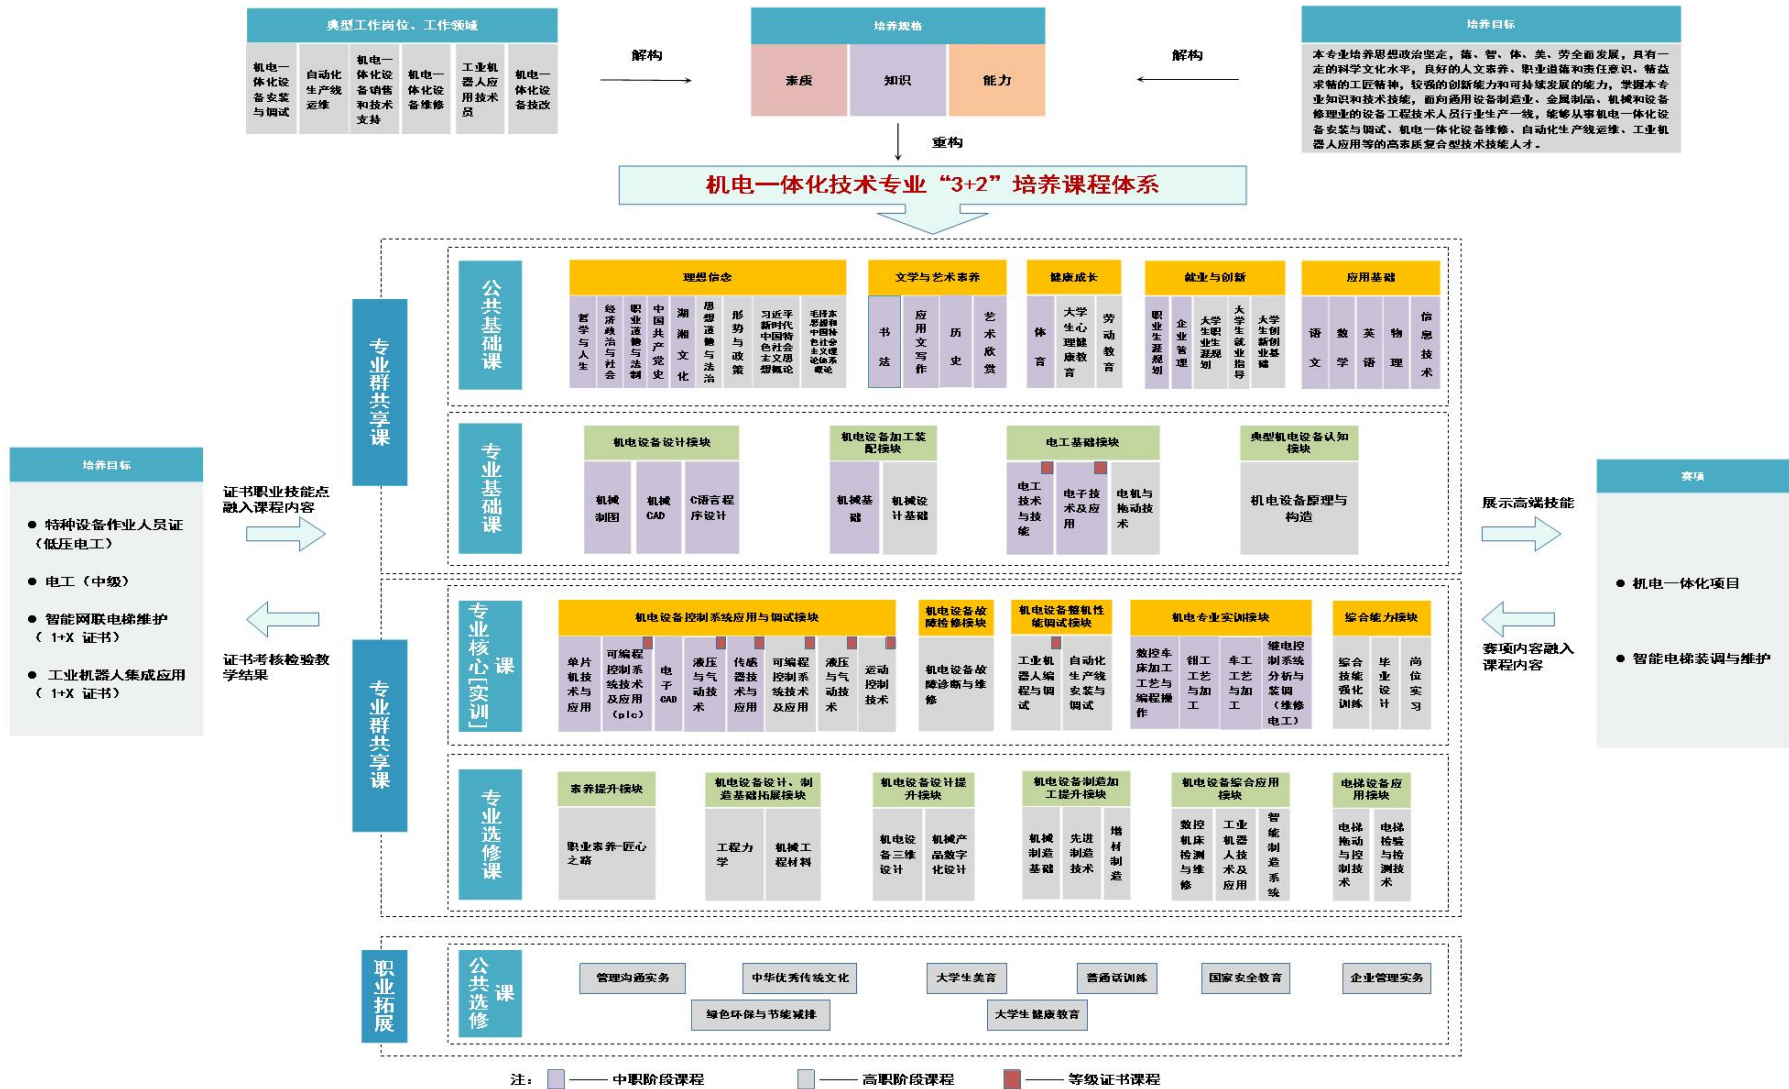 典型工作岗位、工作领域
机电一
体化设
备安装
与调试
自动化
生产线
运维
机电一
体化设
备销售
和技术
支持
机电一
体化设
备维修
工业机
器人应
用技术
员
机电一
体化设
备技改
解构
培养规格
素质
知识
能力
解构
培养目标
本专业培养思想政治坚定，德、智、体、美、劳全面发展，具有一
定的科学文化水平，良好的人文素养、职业道德和责任意识、精益
求精的工匠精神，较强的创新能力和可持续发展的能力，掌握本专
业知识和技术技能，面向通用设备制造业、金属制品、机械和设备
修理业的设备工程技术人员行业生产一线，能够从事机电一体化设
备安装与调试、机电一体化设备维修、自动化生产线运维、工业机
器人应用等的高素质复合型技术技能人才。
重构
机电一体化技术专业“3+2”培养课程体系
专业群共享课
公共基础课
理想信念
哲学与人生
经济政治与社会
职业道德与法制
中国共产党史
湖湘文化
思想道德与法治
形势与政策
习近平
新时代
中国特
色社会
主义思
想概论
毛泽东
思想和
中国特
色社会
主义理
论体系
概论
文学与艺术素养
书法
应用文写作
历史
艺术欣赏
健康成长
体育
大学
生心
理健
康教
育
劳动教育
就业与创新
职业生涯规划
企业管理
大学
生职
业生
涯规
划
大学生就业指导
大学
生创
新创
业基
础
应用基础
语文
数学
英语
物理
信息技术
专业基础课
机电设备设计模块
机械
制图
机械
CAD
C语言程
序设计
机电设备加工装
配模块
机械基
础
机械设
计基础
电工基础模块
电工
技术
与技
能
电子技
术及应
用
电机与
拖动技
术
典型机电设备认知
模块
机电设备原理与
构造
培养目标
● 特种设备作业人员证
（低压电工）
● 电工（中级）
● 智能网联电梯维护
（ 1+X 证书）
● 工业机器人集成应用
（ 1+X 证书）
证书职业技能点
融入课程内容
证书考核检验教
学结果
展示高端技能
赛项内容融入
课程内容
赛项
● 机电一体化项目
● 智能电梯装调与维护
专业群共享课
专业核心[实训]
课
机电设备控制系统应用与调试模块
单片
机技
术与
应用
可编程
控制系
统技术
及应用
（plc）
电子
CAD
液压
与气
动技
术
传感
器技
术与
应用
可编程
控制系
统技术
及应用
液压
与气
动技
术
运动
控制
技术
机电设备故
障检修模块
机电设备故
障诊断与维
修
机电设备整机性
能调试模块
工业机
器人编
程与调
试
自动化
生产线
安装与
调试
机电专业实训模块
数控车
床加工
工艺与
编程操
作
钳工
工艺
与加
工
车工
工艺
与加
工
继电控
制系统
分析与
装调
（维修
电工）
综合能力模块
综合
技能
强化
训练
毕业设计
岗位实习
专业选修课
素养提升模块
职业素养-匠心
之路
机电设备设计、制
造基础拓展模块
工程力
学
机械工
程材料
机电设备设计提
升模块
机电设
备三维
设计
机械产
品数字
化设计
机电设备制造加
工提升模块
机械
制造
基础
先进
制造
技术
增材制造
机电设备综合应用
模块
数控
机床
检测
与维
修
工业
机器
人技
术及
应用
智能制造系统
电梯设备应
用模块
电梯
拖动
与控
制技
术
电梯
检验
与检
测技
术
职业拓展
公共选修
课
管理沟通实务
中华优秀传统文化
大学生美育
普通话训练
国家安全教育
企业管理实务
绿色环保与节能减排
大学生健康教育
注： —— 中职阶段课程 —— 高职阶段课程 —— 等级证书课程